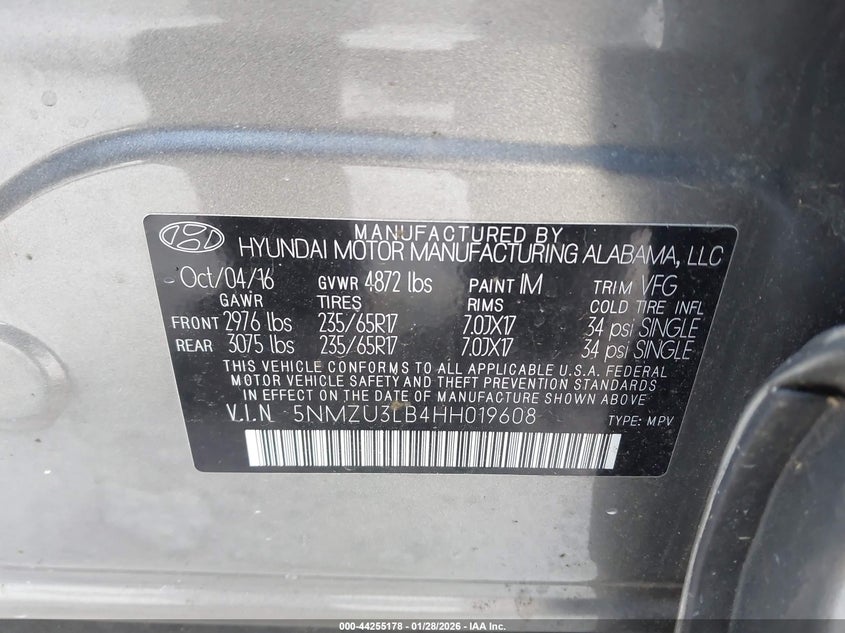 MANUFACTURED BY
HYUNDAI MOTOR MANUFACTURING ALABAMA, LLC
Oct/04/16 GVWR 4872 lbs PAINT IM TRIM VFG
GAWR TIRES RIMS COLD TIRE INFL
FRONT 2976 lbs 235/65R17 7.0JX17 34 psi SINGLE
REAR 3075 lbs 235/65R17 7.0JX17 34 psi SINGLE
THIS VEHICLE CONFORMS TO ALL APPLICABLE U.S.A. FEDERAL
MOTOR VEHICLE SAFETY AND THEFT PREVENTION STANDARDS
IN EFFECT ON THE DATE OF MANUFACTURE SHOWN ABOVE
V.I.N. 5NMZU3LB4HH019608 TYPE: MPV
000-44255178 - 01/28/2026 - IAA Inc.